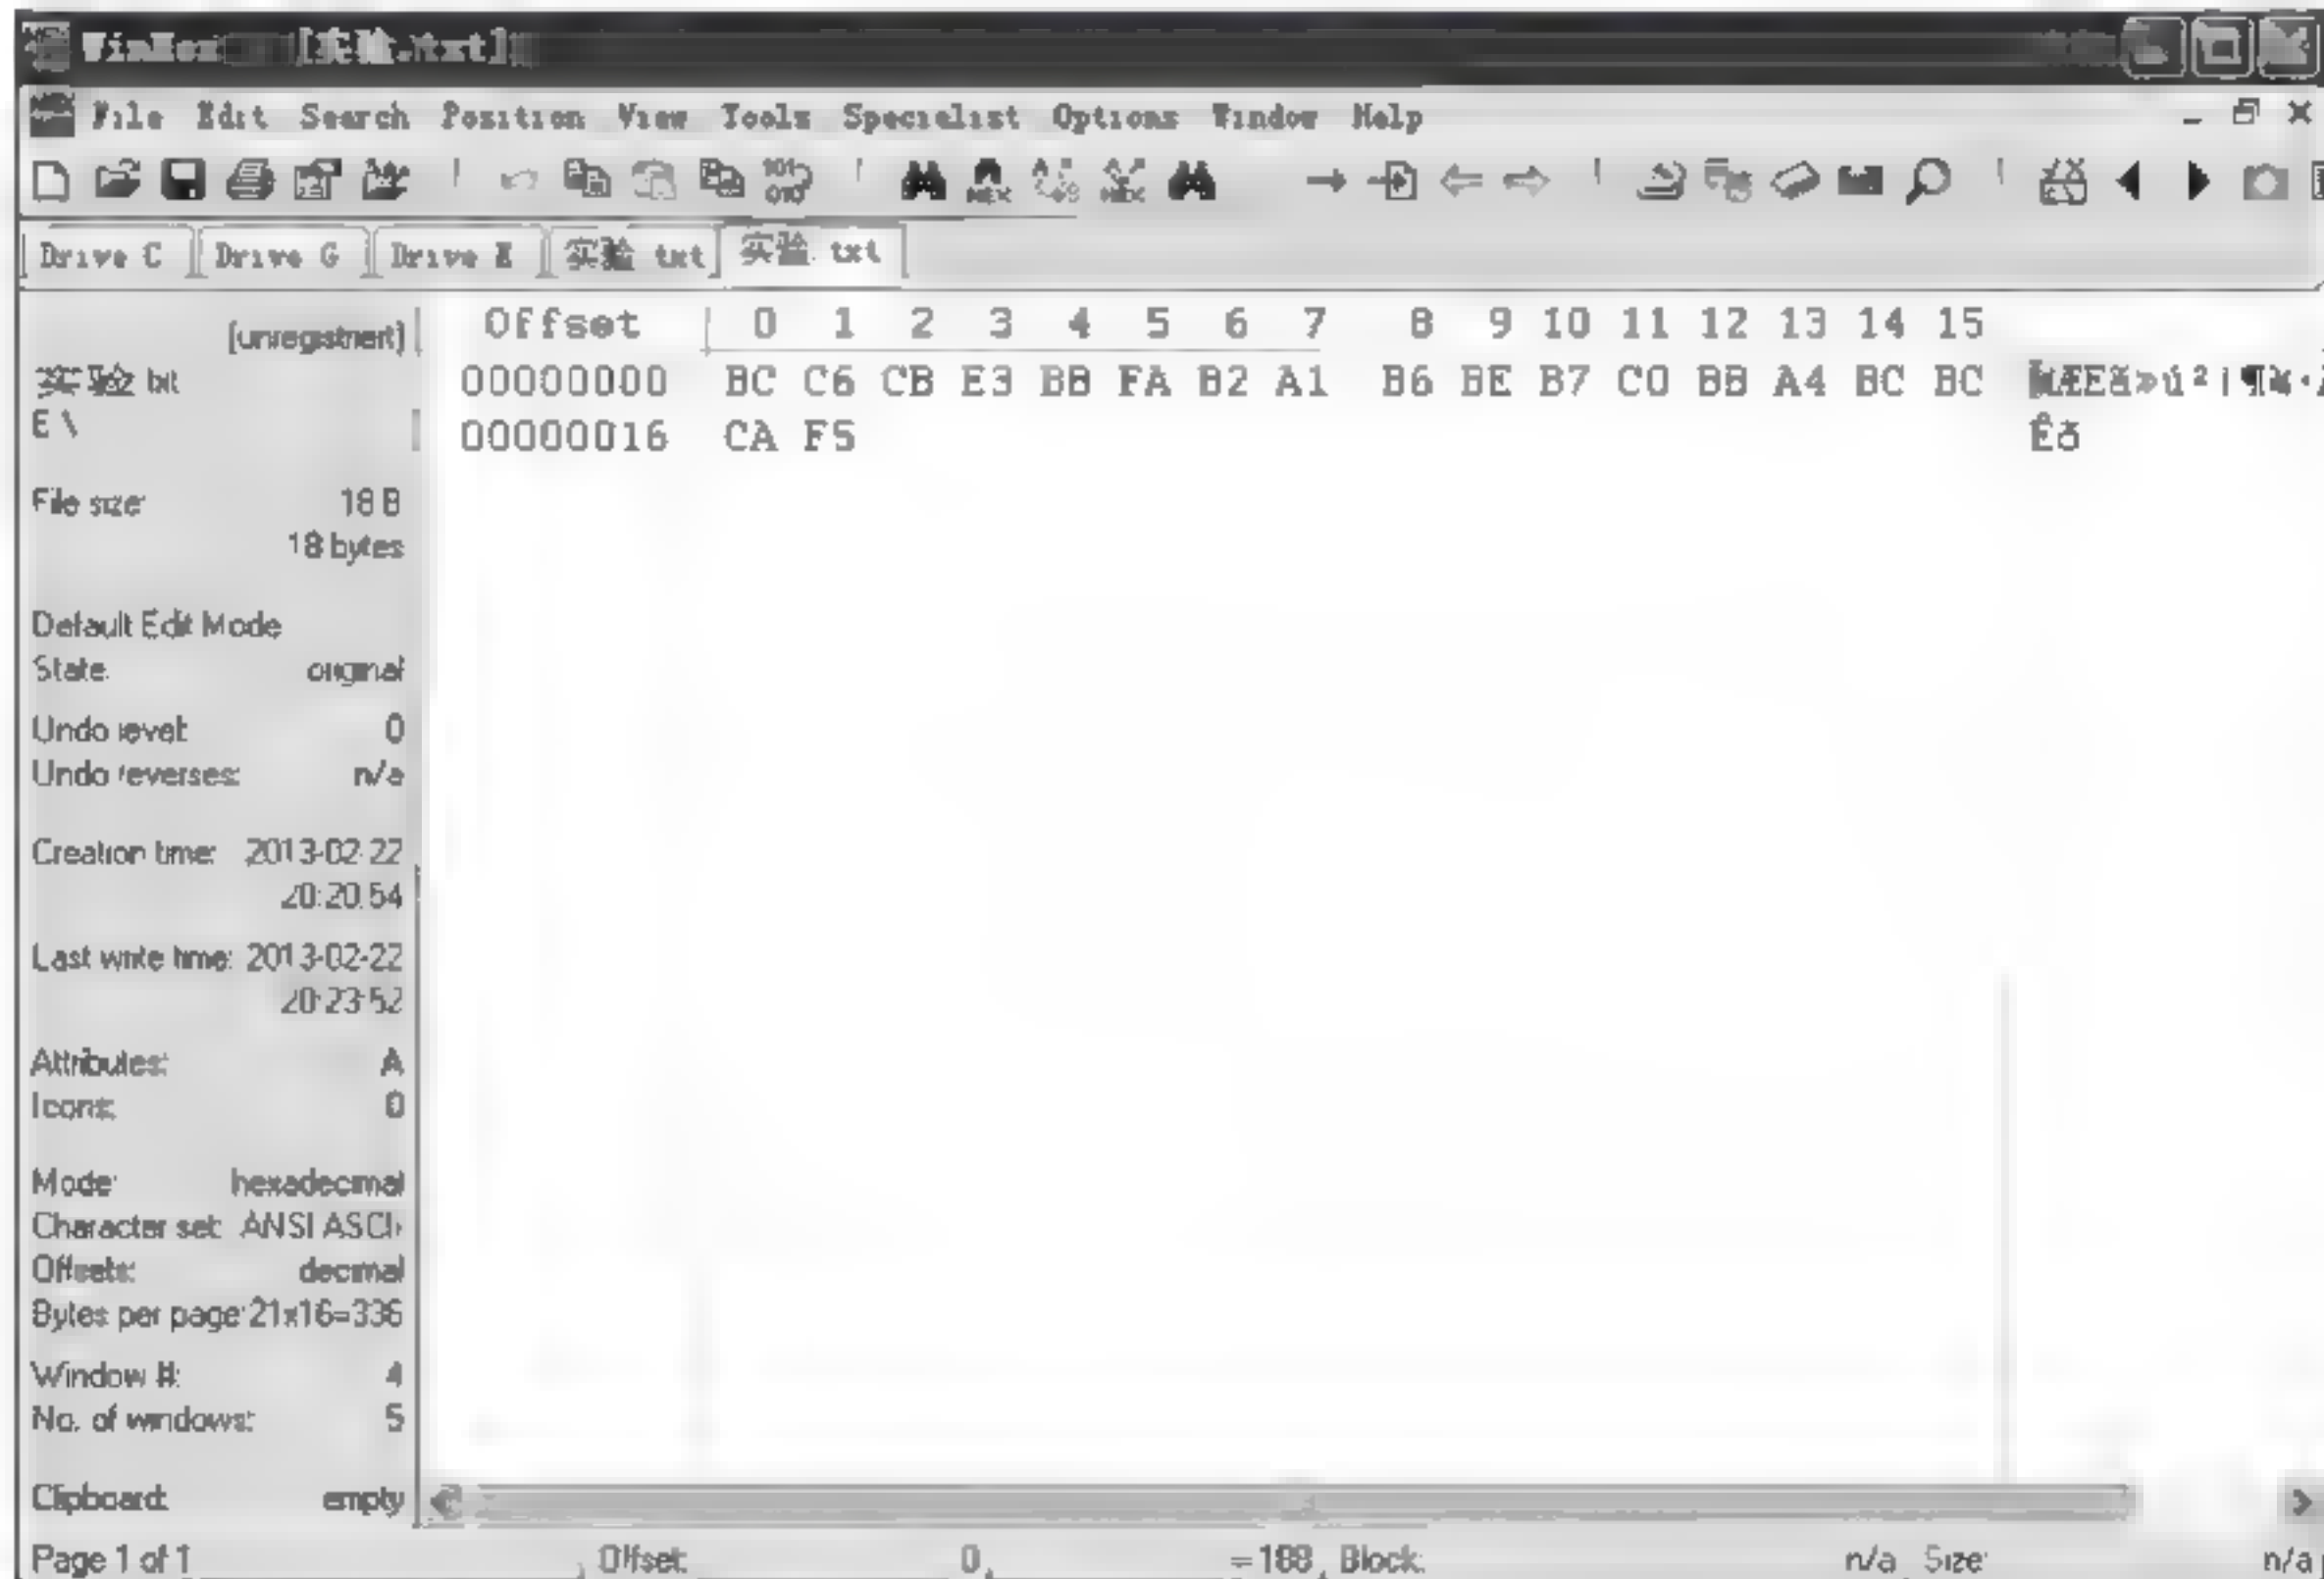 WinHex [实验.txt]
File Edit Search Position View Tools Specialist Options Window Help
Drive C Drive G Drive E 实验 txt 实验 txt
[unregistriert] Offset 0 1 2 3 4 5 6 7 8 9 10 11 12 13 14 15
实验 txt 00000000 BC C6 CB E3 BB FA B2 A1 B6 BE B7 C0 BB A4 BC BC
E \ 00000016 CA F5 Êõ
File size: 18 B
18 bytes
Default Edit Mode
State: original
Undo level: 0
Undo reverses: n/a
Creation time: 2013-02-22
20:20:54
Last write time: 2013-02-22
20:23:52
Attributes: A
Icons: 0
Mode: hexadecimal
Character set: ANSI ASCII
Offsets: decimal
Bytes per page: 21x16=336
Window #: 4
No. of windows: 5
Clipboard: empty
Page 1 of 1 Offset: 0, =188, Block: n/a Size: n/a